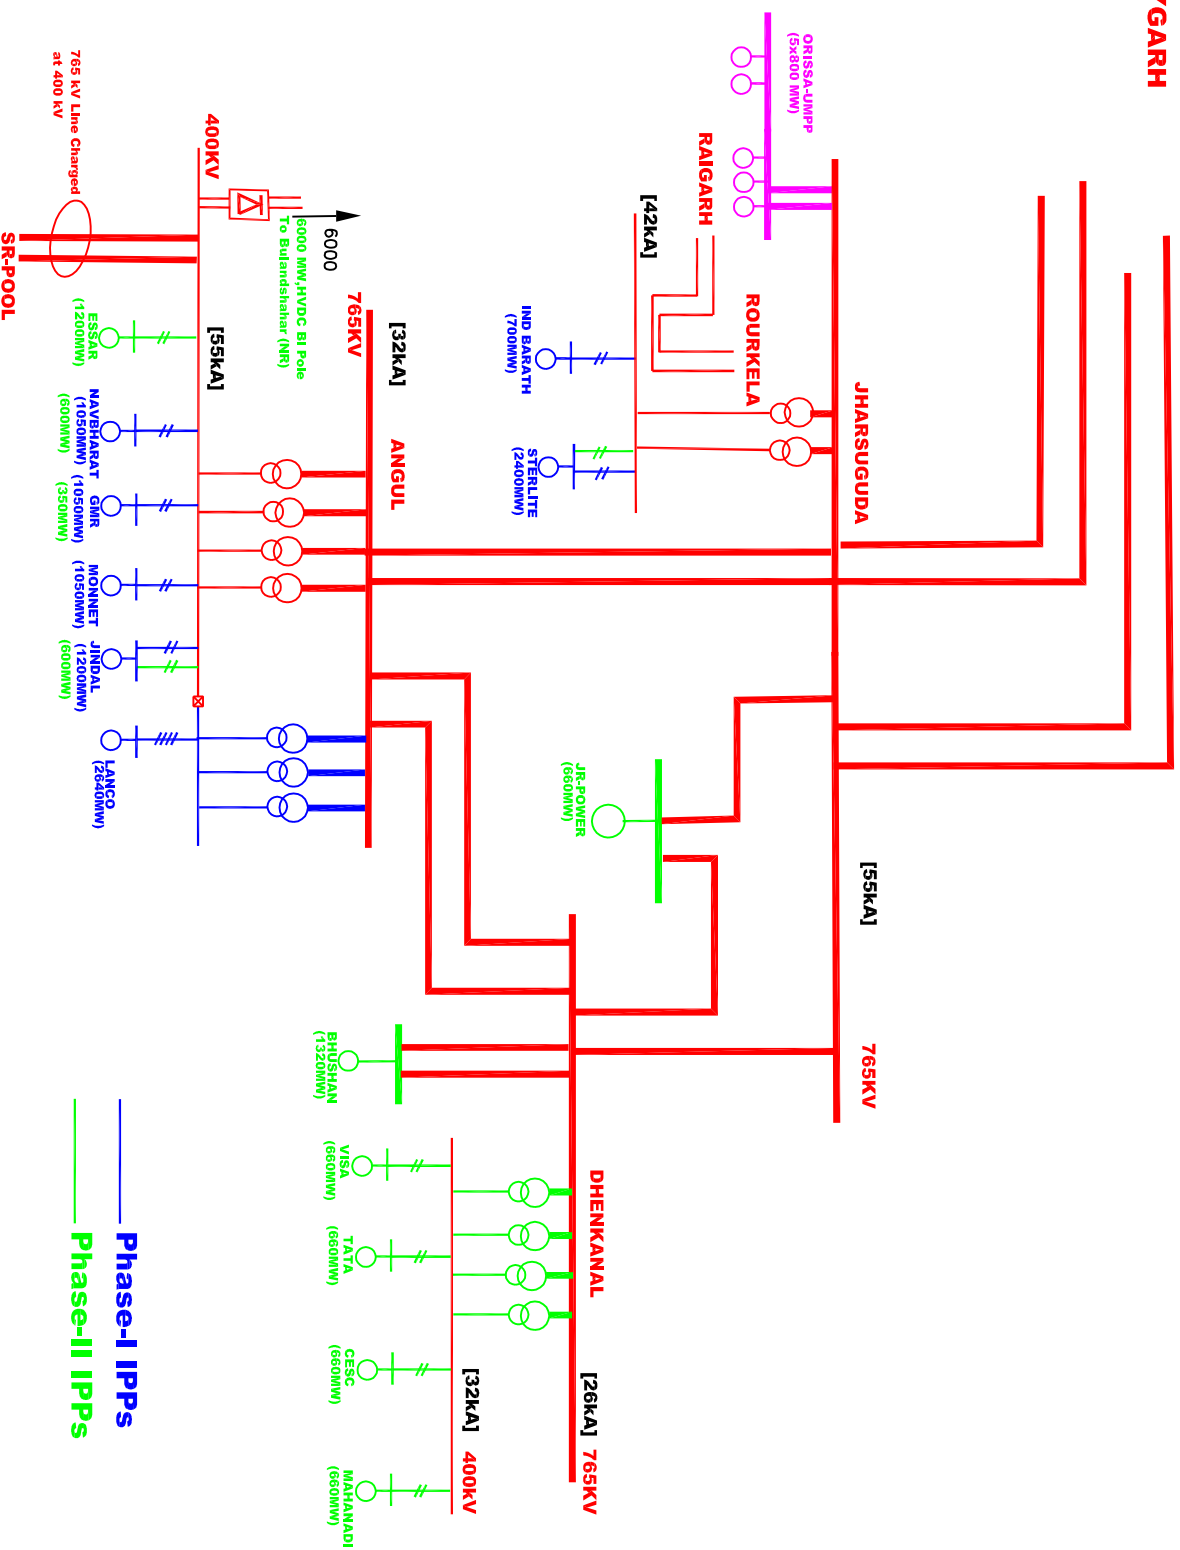 YGARH
ORISSA-UMPP
(5x800 MW)
RAIGARH
[42kA]
ROURKELA
JHARSUGUDA
IND BARATH
(700MW)
STERLITE
(2400MW)
[55kA]
765KV
765 kV Line Charged
at 400 kV
SR-POOL
400KV
6000
6000 MW,HVDC BI Pole
To Bulandshahar (NR)
765KV
[32kA]
ANGUL
[55kA]
ESSAR
(1200MW)
NAVBHARAT
(1050MW)
(600MW)
GMR
(1050MW)
(350MW)
MONNET
(1050MW)
JINDAL
(1200MW)
(600MW)
LANCO
(2640MW)
JR-POWER
(660MW)
BHUSHAN
(1320MW)
DHENKANAL
[26kA]
765KV
VISA
(660MW)
TATA
(660MW)
CESC
(660MW)
MAHANADI
(660MW)
[32kA]
400kV
Phase-I IPPs
Phase-II IPPs